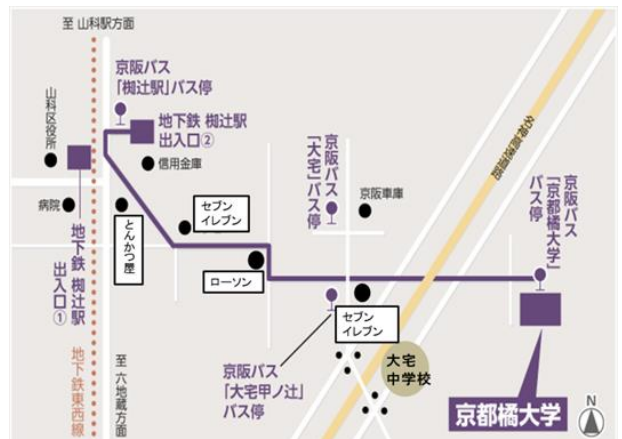 至 山科駅方面
京阪バス
「椥辻駅」バス停
地下鉄 椥辻駅
出入口②
山科区役所
信用金庫
病院
地下鉄 椥辻駅
出入口①
とんかつ屋
セブン
イレブン
ローソン
京阪バス
「大宅」バス停
京阪車庫
名神高速道路
京阪バス
「京都橘大学」
バス停
セブン
イレブン
京阪バス
「大宅甲ノ辻」
バス停
大宅
中学校
地下鉄東西線
至 六地蔵方面
京都橘大学
N